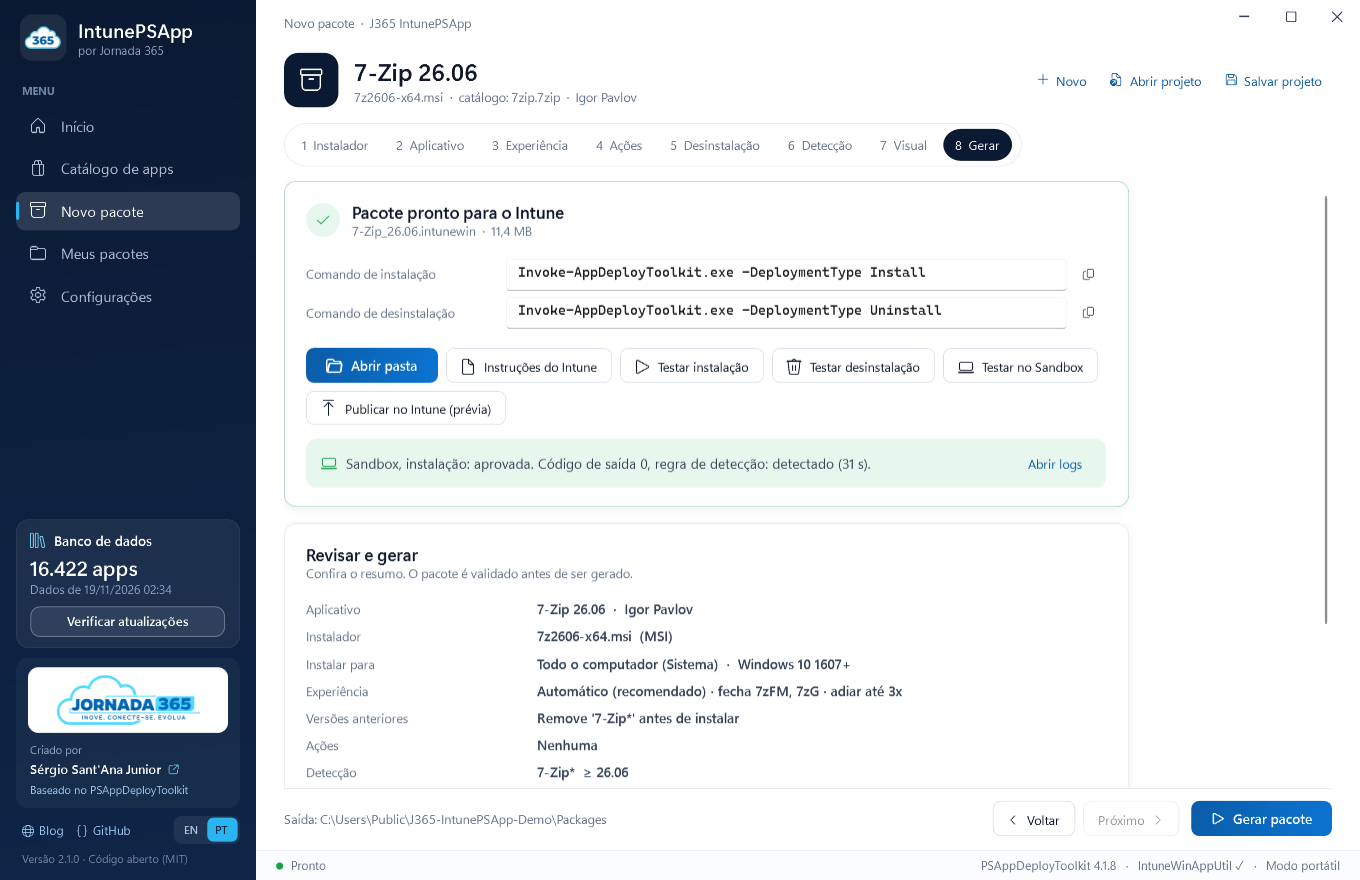 365
IntunePSApp
por Jornada 365
MENU
Início
Catálogo de apps
Novo pacote
Meus pacotes
Configurações
Banco de dados
16.422 apps
Dados de 19/11/2026 02:34
Verificar atualizações
JORNADA 365
INOVE. CONECTE-SE. EVOLUA
Criado por
Sérgio Sant'Ana Junior
Baseado no PSAppDeployToolkit
Blog
{ } GitHub
EN
PT
Versão 2.1.0 · Código aberto (MIT)
Novo pacote · J365 IntunePSApp
7-Zip 26.06
7z2606-x64.msi · catálogo: 7zip.7zip · Igor Pavlov
Novo
Abrir projeto
Salvar projeto
1 Instalador
2 Aplicativo
3 Experiência
4 Ações
5 Desinstalação
6 Detecção
7 Visual
8 Gerar
Pacote pronto para o Intune
7-Zip_26.06.intunewin · 11,4 MB
Comando de instalação
Invoke-AppDeployToolkit.exe -DeploymentType Install
Comando de desinstalação
Invoke-AppDeployToolkit.exe -DeploymentType Uninstall
Abrir pasta
Instruções do Intune
Testar instalação
Testar desinstalação
Testar no Sandbox
Publicar no Intune (prévia)
Sandbox, instalação: aprovada. Código de saída 0, regra de detecção: detectado (31 s).
Abrir logs
Revisar e gerar
Confira o resumo. O pacote é validado antes de ser gerado.
Aplicativo
7-Zip 26.06 · Igor Pavlov
Instalador
7z2606-x64.msi (MSI)
Instalar para
Todo o computador (Sistema) · Windows 10 1607+
Experiência
Automático (recomendado) · fecha 7zFM, 7zG · adiar até 3x
Versões anteriores
Remove '7-Zip*' antes de instalar
Ações
Nenhuma
Detecção
7-Zip* ≥ 26.06
Saída: C:\Users\Public\J365-IntunePSApp-Demo\Packages
Voltar
Próximo
Gerar pacote
Pronto
PSAppDeployToolkit 4.1.8 · IntuneWinAppUtil ✓ · Modo portátil